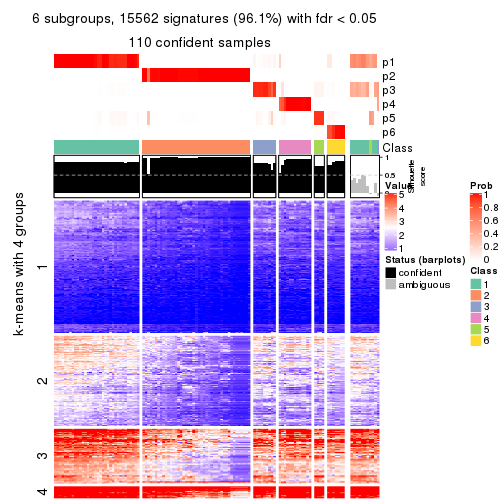 6 subgroups, 15562 signatures (96.1%) with fdr < 0.05
110 confident samples
p1
p2
p3
p4
p5
p6
Class
1
0.5
0
Silhouette
score
k-means with 4 groups
1
2
3
4
Value
5
4
3
2
1
Status (barplots)
confident
ambiguous
Prob
1
0.8
0.6
0.4
0.2
0
Class
1
2
3
4
5
6